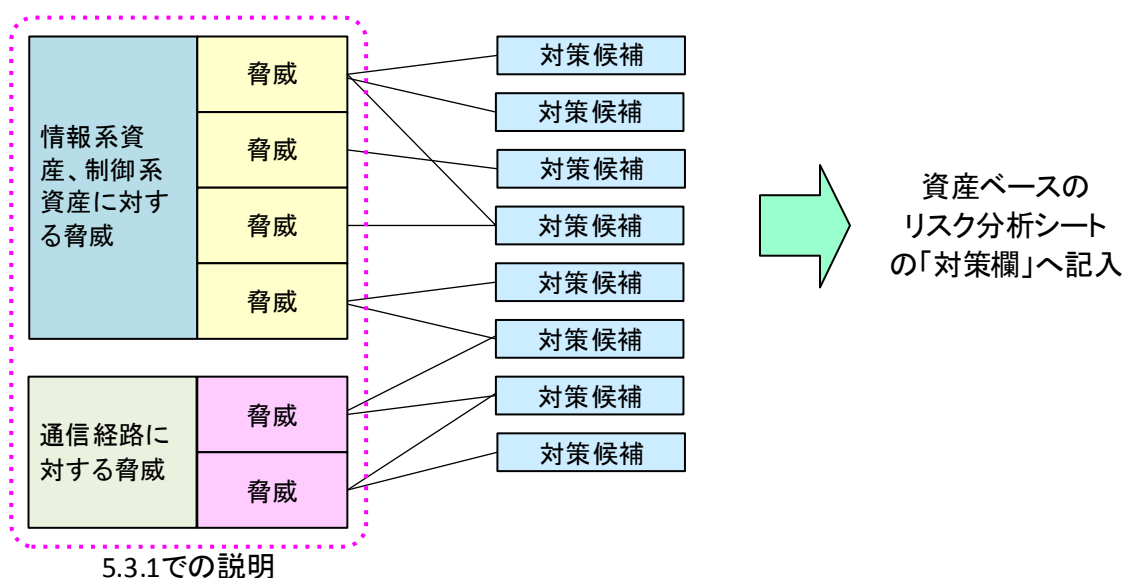 情報系資
産、制御系
資産に対す
る脅威
脅威
脅威
脅威
脅威
通信経路に
対する脅威
脅威
脅威
5.3.1での説明
対策候補
対策候補
対策候補
対策候補
対策候補
対策候補
対策候補
対策候補
資産ベースの
リスク分析シート
の「対策欄」へ記入